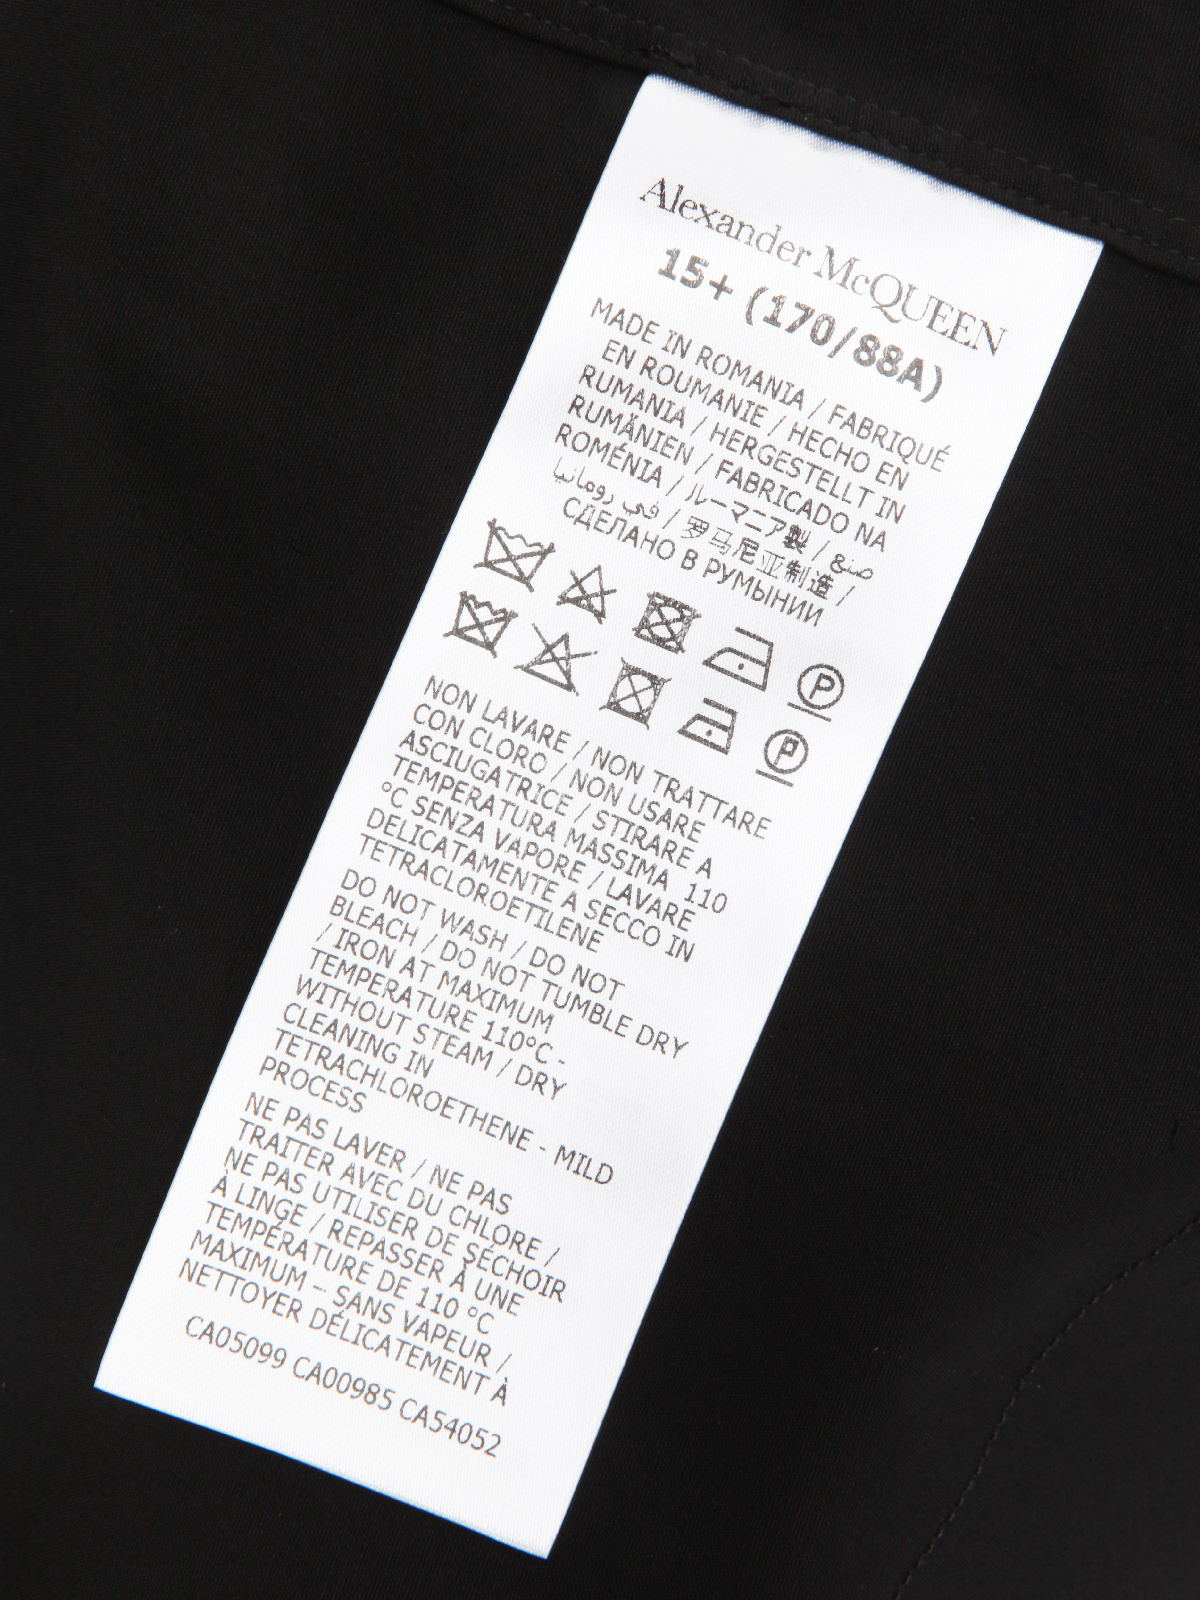 Alexander McQUEEN
15+ (170/88A)
MADE IN ROMANIA / FABRIQUÉ
EN ROUMANIE / HECHO EN
RUMANIA / HERGESTELLT IN
RUMÄNIEN / FABRICADO NA
ROMÉNIA / ルーマニア製 / صنع
في رومانيا / 罗马尼亚制造 /
СДЕЛАНО В РУМЫНИИ
P
P
NON LAVARE / NON TRATTARE
CON CLORO / NON USARE
ASCIUGATRICE / STIRARE A
TEMPERATURA MASSIMA 110
°C SENZA VAPORE / LAVARE
DELICATAMENTE A SECCO IN
TETRACLOROETILENE
DO NOT WASH / DO NOT
BLEACH / DO NOT TUMBLE DRY
/ IRON AT MAXIMUM
TEMPERATURE 110°C -
WITHOUT STEAM / DRY
CLEANING IN
TETRACHLOROETHENE - MILD
PROCESS
NE PAS LAVER / NE PAS
TRAITER AVEC DU CHLORE /
NE PAS UTILISER DE SÉCHOIR
À LINGE / REPASSER À UNE
TEMPÉRATURE DE 110 °C
MAXIMUM – SANS VAPEUR /
NETTOYER DÉLICATEMENT À
CA05099 CA00985 CA54052